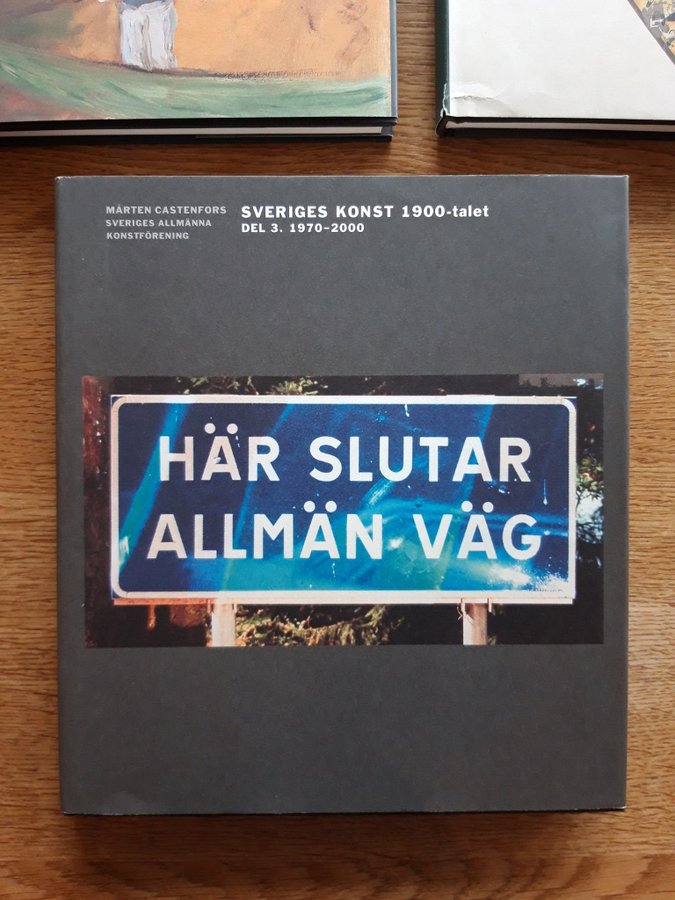 MÅRTEN CASTENFORS
SVERIGES ALLMÄNNA
KONSTFÖRENING
SVERIGES KONST 1900-talet
DEL 3. 1970–2000
HÄR SLUTAR
ALLMÄN VÄG